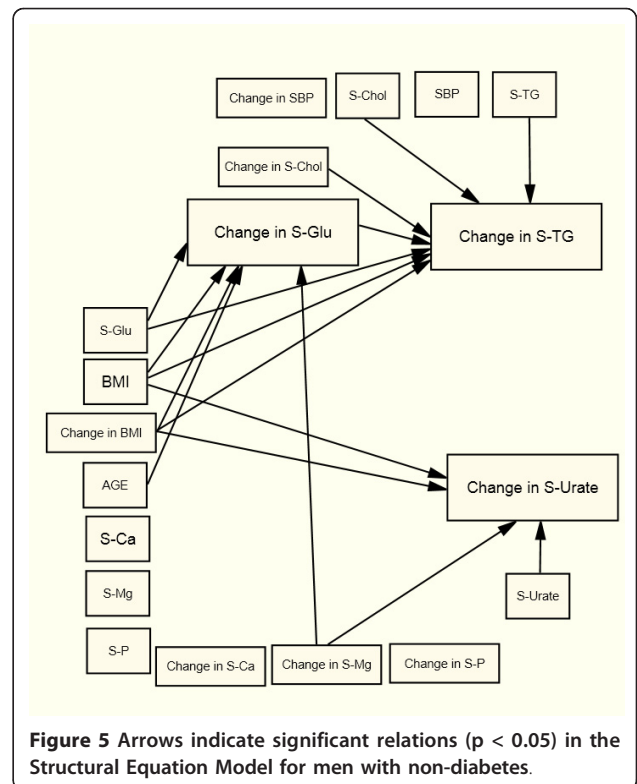 Change in SBP
S-Chol
SBP
S-TG
Change in S-Chol
Change in S-Glu
Change in S-TG
S-Glu
BMI
Change in BMI
AGE
Change in S-Urate
S-Ca
S-Mg
S-Urate
S-P
Change in S-Ca
Change in S-Mg
Change in S-P
Figure 5 Arrows indicate significant relations (p < 0.05) in the
Structural Equation Model for men with non-diabetes.